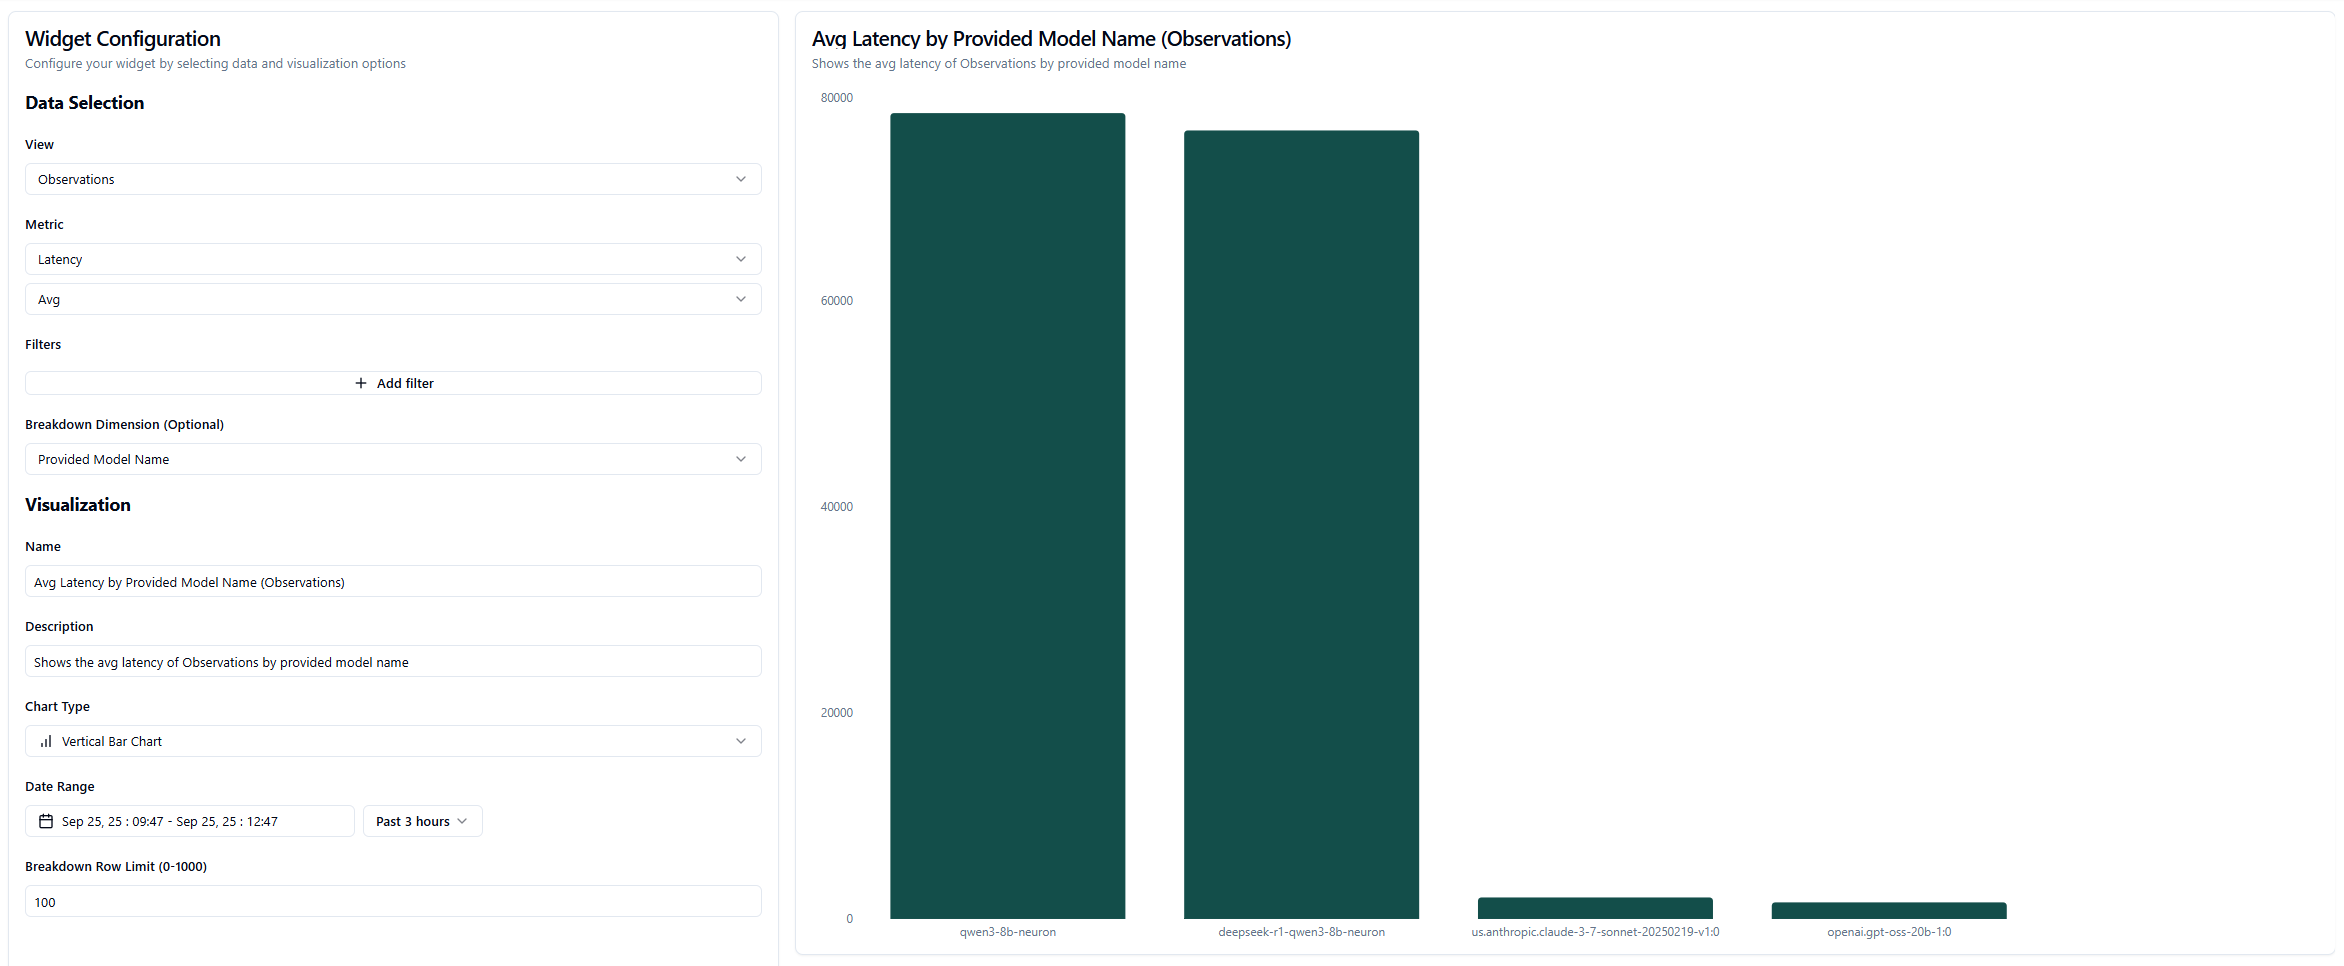 Widget Configuration
Configure your widget by selecting data and visualization options
Data Selection
View
Observations
Metric
Latency
Avg
Filters
Add filter
Breakdown Dimension (Optional)
Provided Model Name
Visualization
Name
Avg Latency by Provided Model Name (Observations)
Description
Shows the avg latency of Observations by provided model name
Chart Type
Vertical Bar Chart
Date Range
Sep 25, 25 : 09:47 - Sep 25, 25 : 12:47
Past 3 hours
Breakdown Row Limit (0-1000)
100
Avg Latency by Provided Model Name (Observations)
Shows the avg latency of Observations by provided model name
80000
60000
40000
20000
0
qwen3-8b-neuron
deepseek-r1-qwen3-8b-neuron
us.anthropic.claude-3-7-sonnet-20250219-v1:0
openai.gpt-oss-20b-1:0